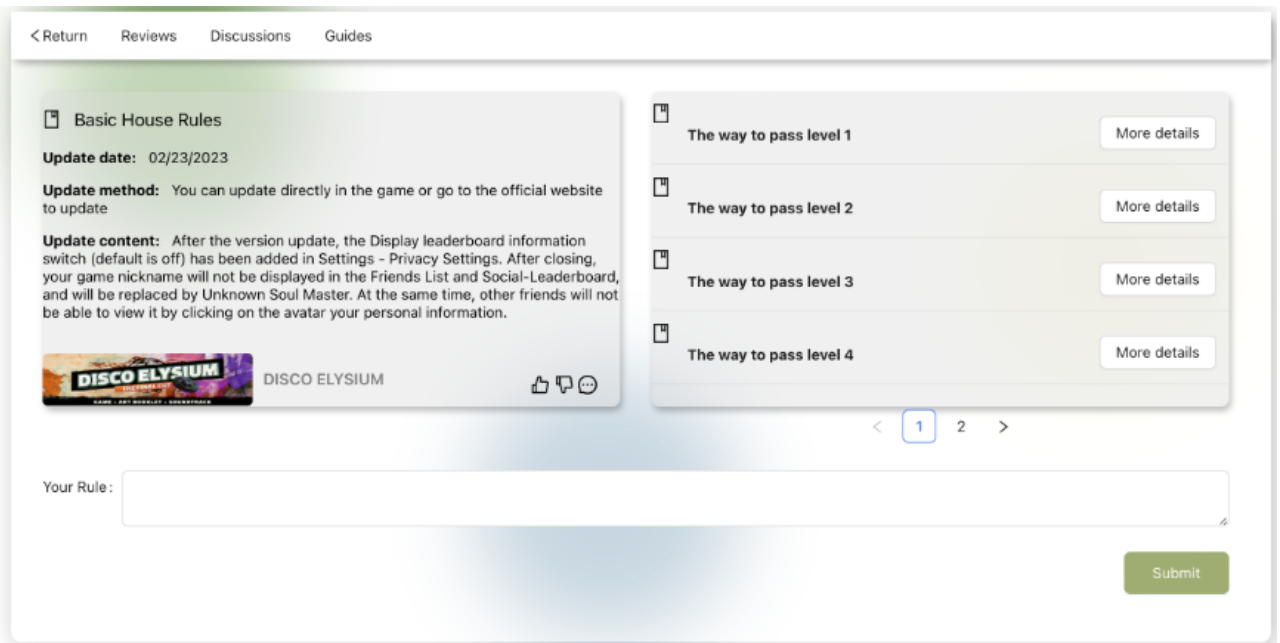 < Return Reviews Discussions Guides
Basic House Rules
Update date: 02/23/2023
Update method: You can update directly in the game or go to the official website
to update
Update content: After the version update, the Display leaderboard information
switch (default is off) has been added in Settings - Privacy Settings. After closing,
your game nickname will not be displayed in the Friends List and Social-Leaderboard,
and will be replaced by Unknown Soul Master. At the same time, other friends will not
be able to view it by clicking on the avatar your personal information.
DISCO ELYSIUM
THE FINAL CUT
GAME + ART BOOKLET + SOUNDTRACK
DISCO ELYSIUM
The way to pass level 1 More details
The way to pass level 2 More details
The way to pass level 3 More details
The way to pass level 4 More details
< 1 2 >
Your Rule :
Submit